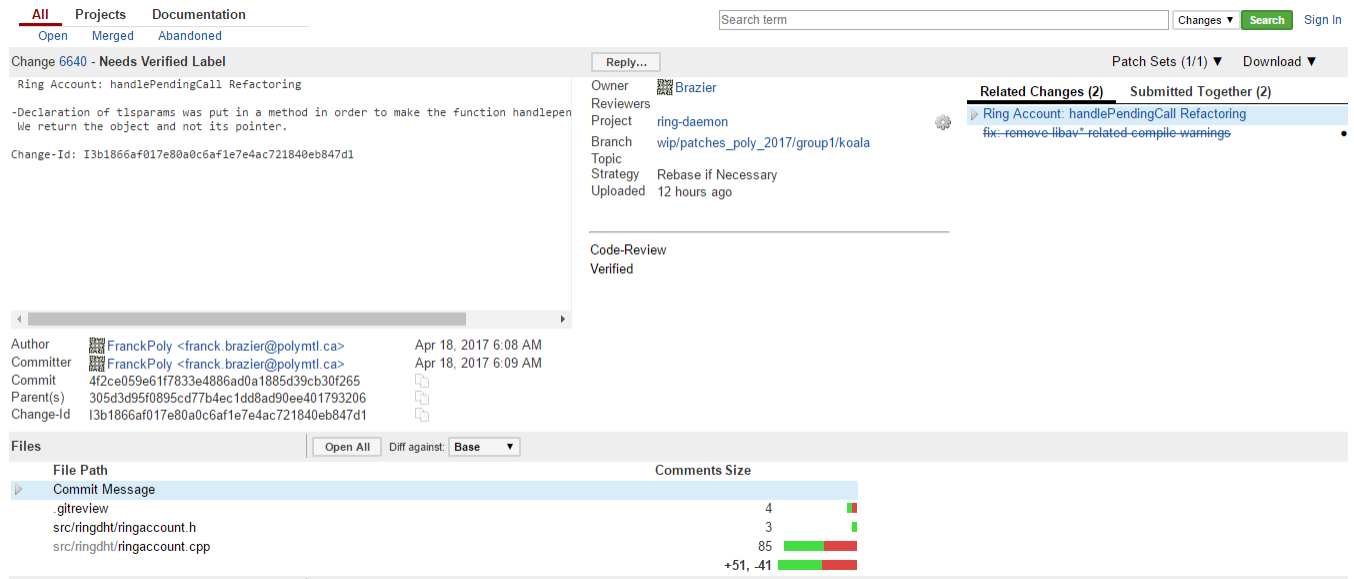 All Projects Documentation
Open Merged Abandoned
Search term Changes ▼ Search Sign In
Change 6640 - Needs Verified Label
Reply...
Patch Sets (1/1) ▼ Download ▼
Ring Account: handlePendingCall Refactoring
-Declaration of tlsparams was put in a method in order to make the function handlepen
We return the object and not its pointer.
Change-Id: I3b1866af017e80a0c6af1e7e4ac721840eb847d1
Owner Brazier
Reviewers
Project ring-daemon
Branch wip/patches_poly_2017/group1/koala
Topic
Strategy Rebase if Necessary
Uploaded 12 hours ago
Code-Review
Verified
Related Changes (2) Submitted Together (2)
Ring Account: handlePendingCall Refactoring
fix: remove libav* related compile warnings
Author FranckPoly <franck.brazier@polymtl.ca> Apr 18, 2017 6:08 AM
Committer FranckPoly <franck.brazier@polymtl.ca> Apr 18, 2017 6:09 AM
Commit 4f2ce059e61f7833e4886ad0a1885d39cb30f265
Parent(s) 305d3d95f0895cd77b4ec1dd8ad90ee401793206
Change-Id I3b1866af017e80a0c6af1e7e4ac721840eb847d1
Files Open All Diff against: Base ▼
File Path Comments Size
Commit Message
.gitreview 4
src/ringdht/ringaccount.h 3
src/ringdht/ringaccount.cpp 85
+51, -41